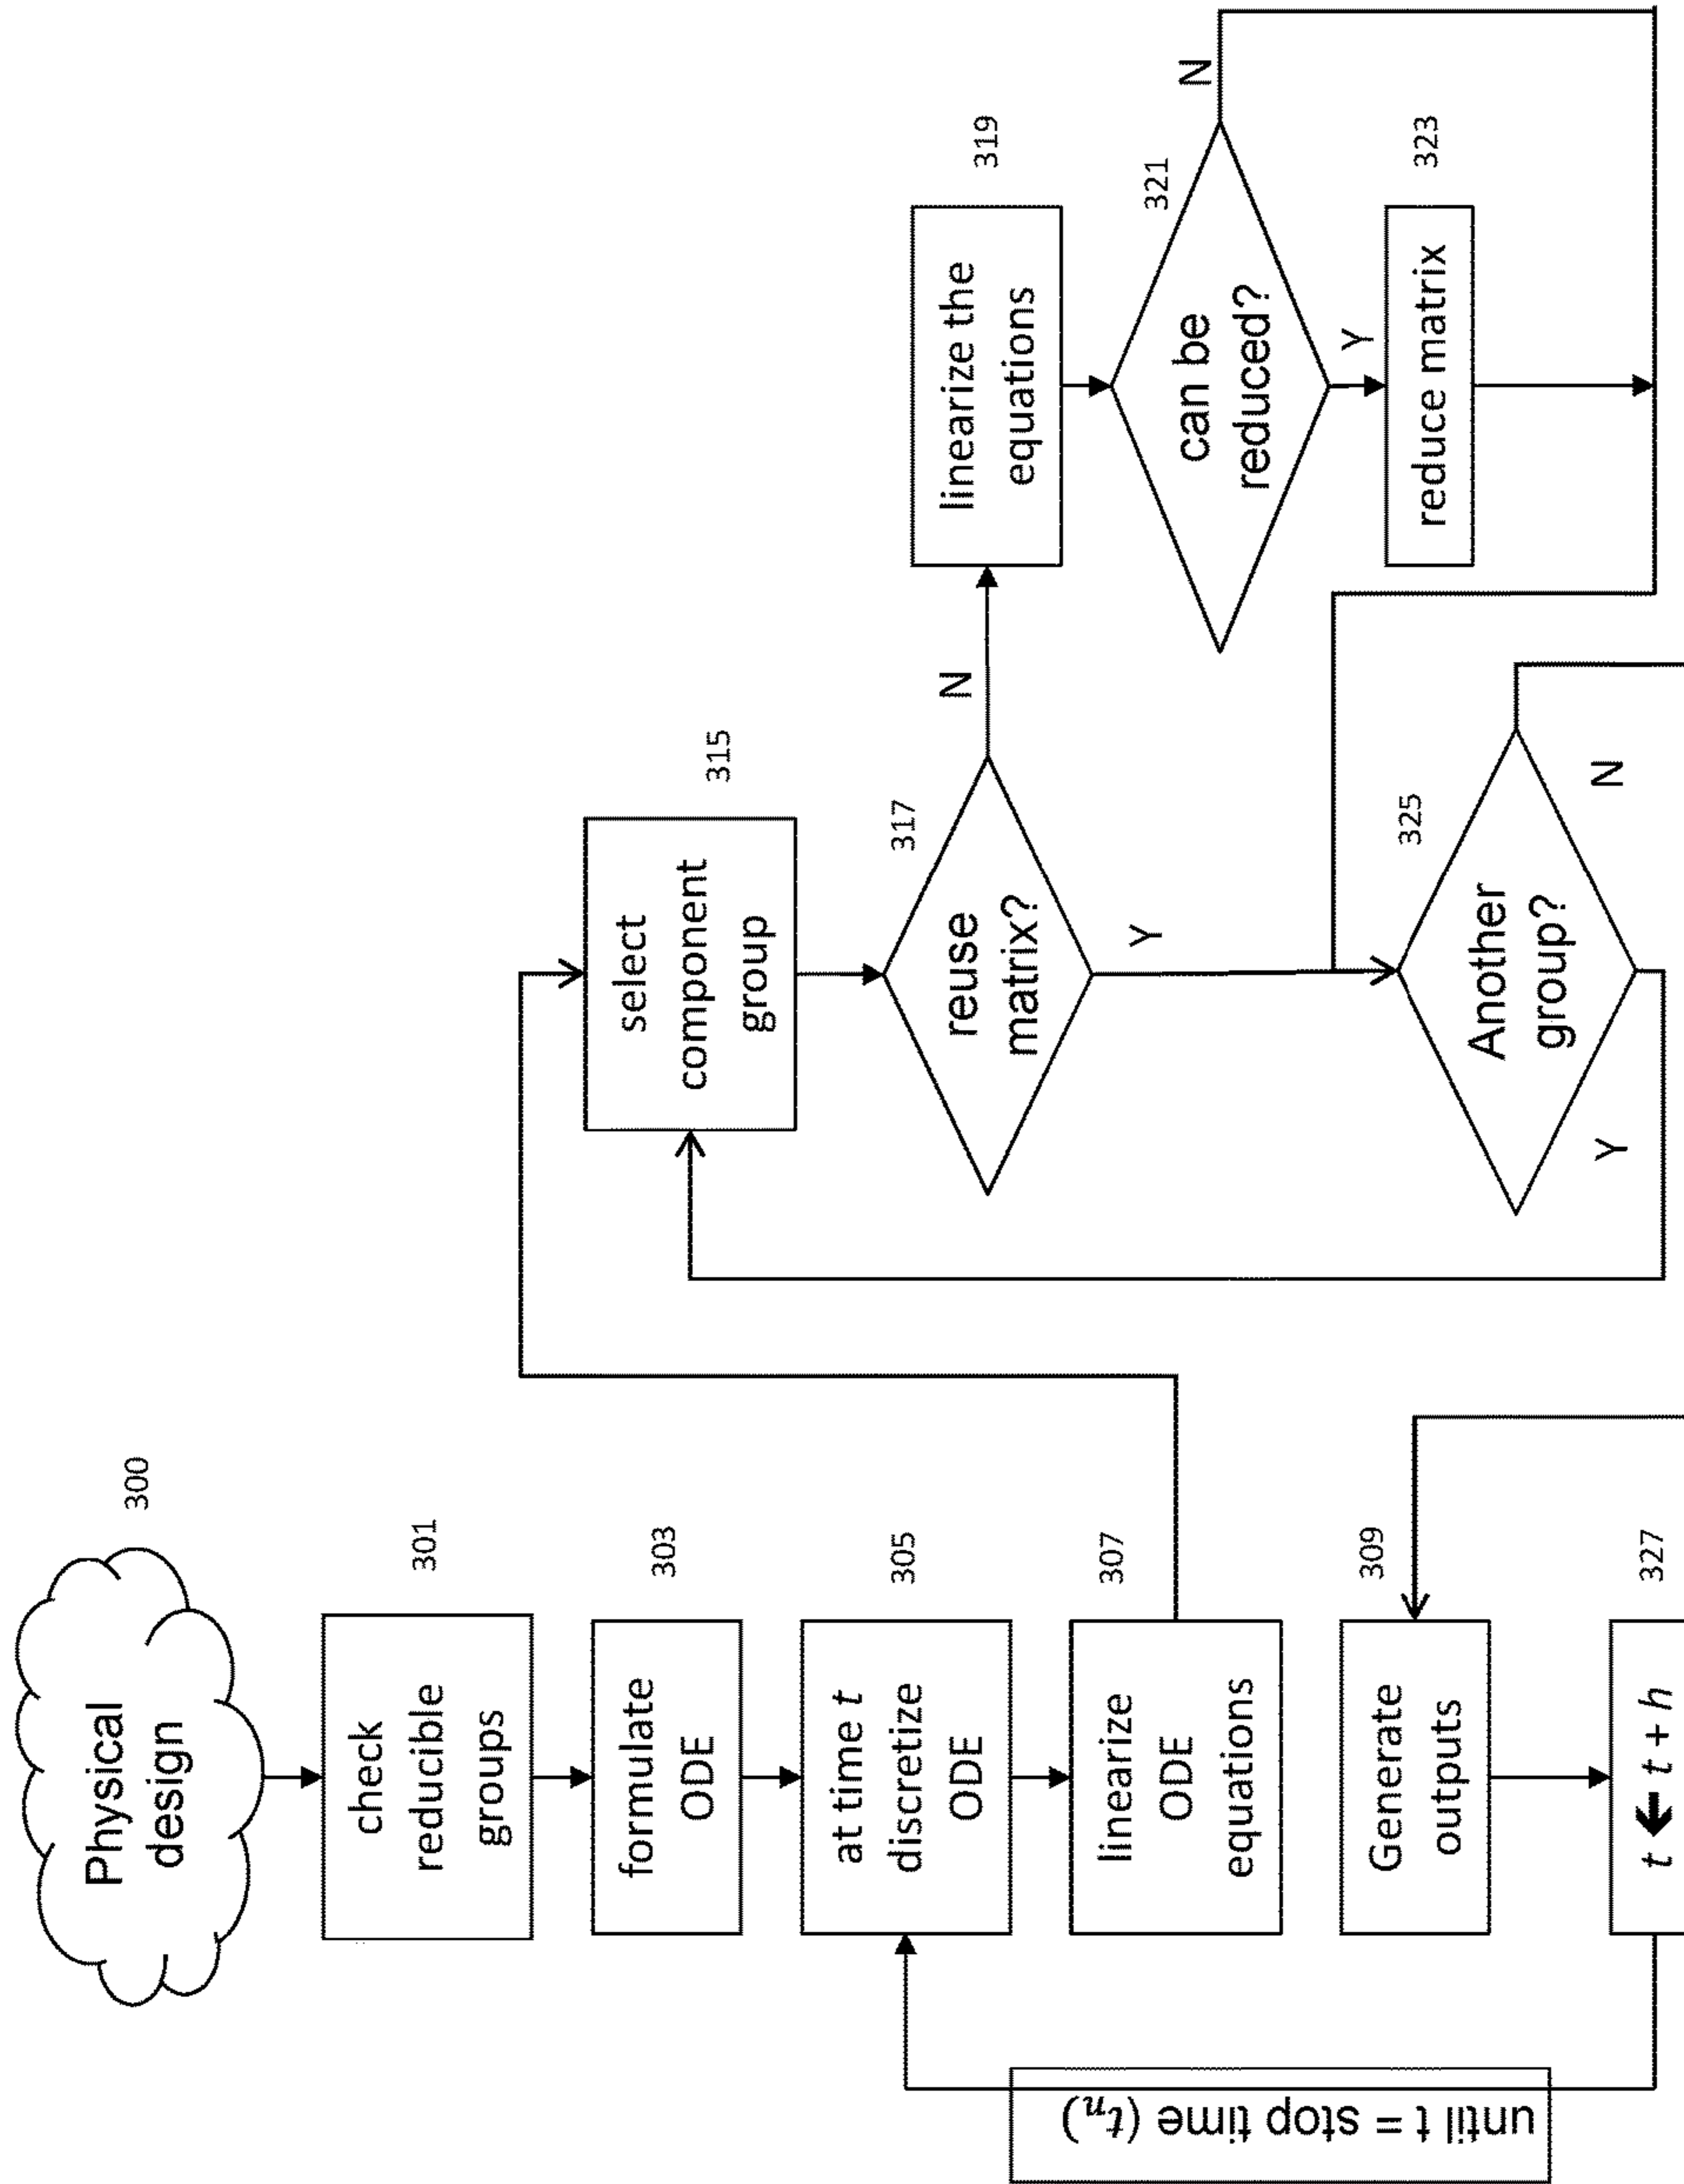 Physical
design
300
check
reducible
groups
301
formulate
ODE
303
at time t
discretize
ODE
305
linearize
ODE
equations
307
Generate
outputs
309
t ← t + h
327
until t = stop time (tₙ)
select
component
group
315
reuse
matrix?
317
N
Y
Another
group?
325
Y
N
linearize the
equations
319
can be
reduced?
321
N
Y
reduce matrix
323